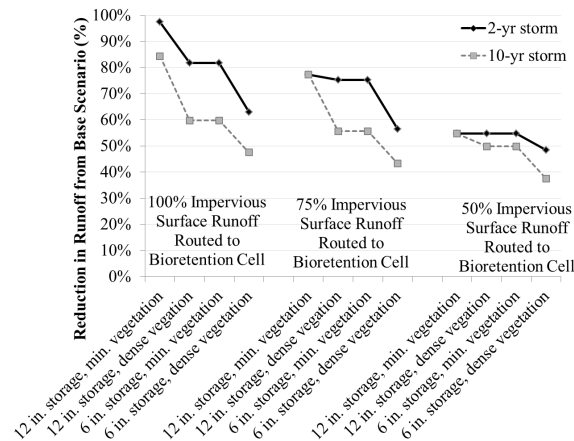 Reduction in Runoff from Base Scenario (%)
100%
90%
80%
70%
60%
50%
40%
30%
20%
10%
0%
2-yr storm
10-yr storm
100% Impervious
Surface Runoff
Routed to
Bioretention Cell
75% Impervious
Surface Runoff
Routed to
Bioretention Cell
50% Impervious
Surface Runoff
Routed to
Bioretention Cell
12 in. storage, min. vegetation
12 in. storage, dense vegation
6 in. storage, min. vegetation
6 in. storage, dense vegetation
12 in. storage, min. vegetation
12 in. storage, dense vegation
6 in. storage, min. vegetation
6 in. storage, dense vegetation
12 in. storage, min. vegetation
12 in. storage, dense vegation
6 in. storage, min. vegetation
6 in. storage, dense vegetation